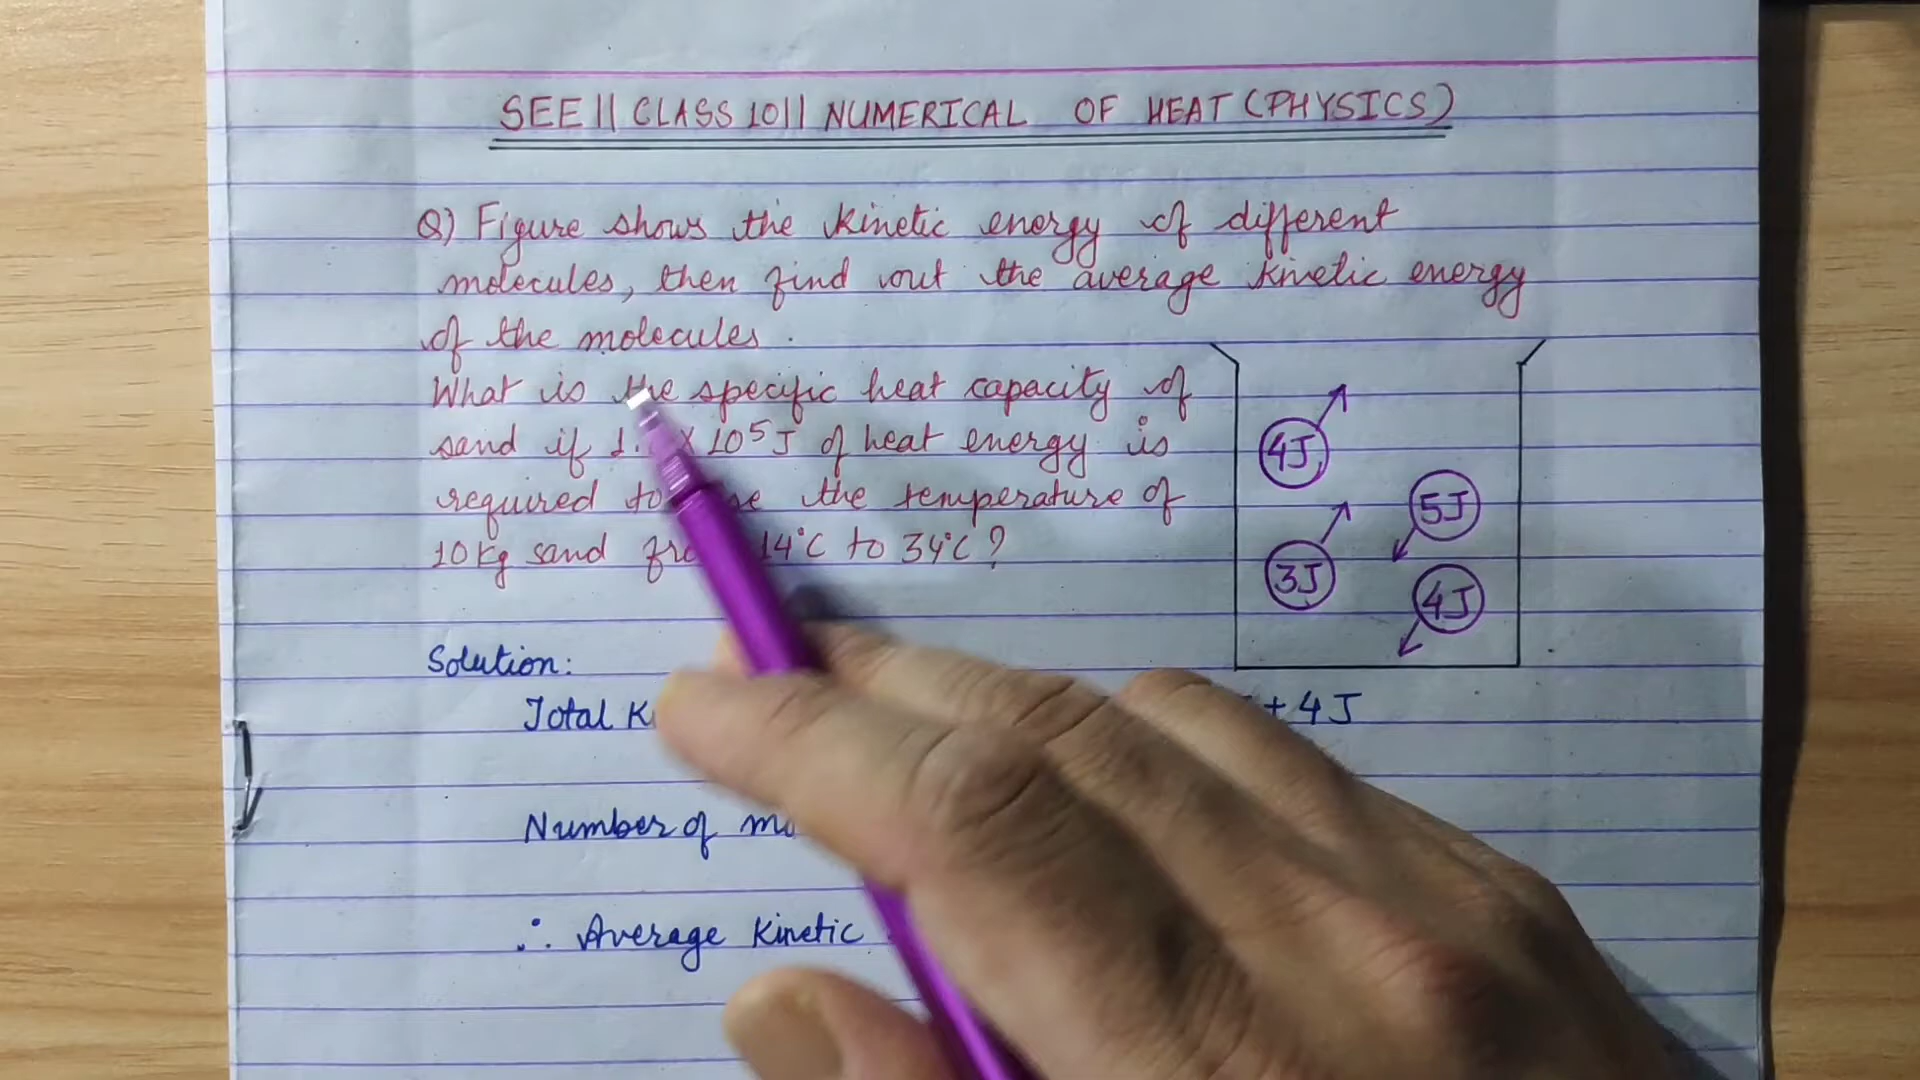 SEE || CLASS 10 || NUMERICAL OF HEAT (PHYSICS)
Q) Figure shows the kinetic energy of different
molecules, then find out the average kinetic energy
of the molecules.
What is the specific heat capacity of
sand if 1. × 10⁵ J of heat energy is
required to the temperature of
10 kg sand 14°C to 34°C ?
4J
5J
3J
4J
Solution:
Total + 4 J
Number of
∴ Average Kinetic